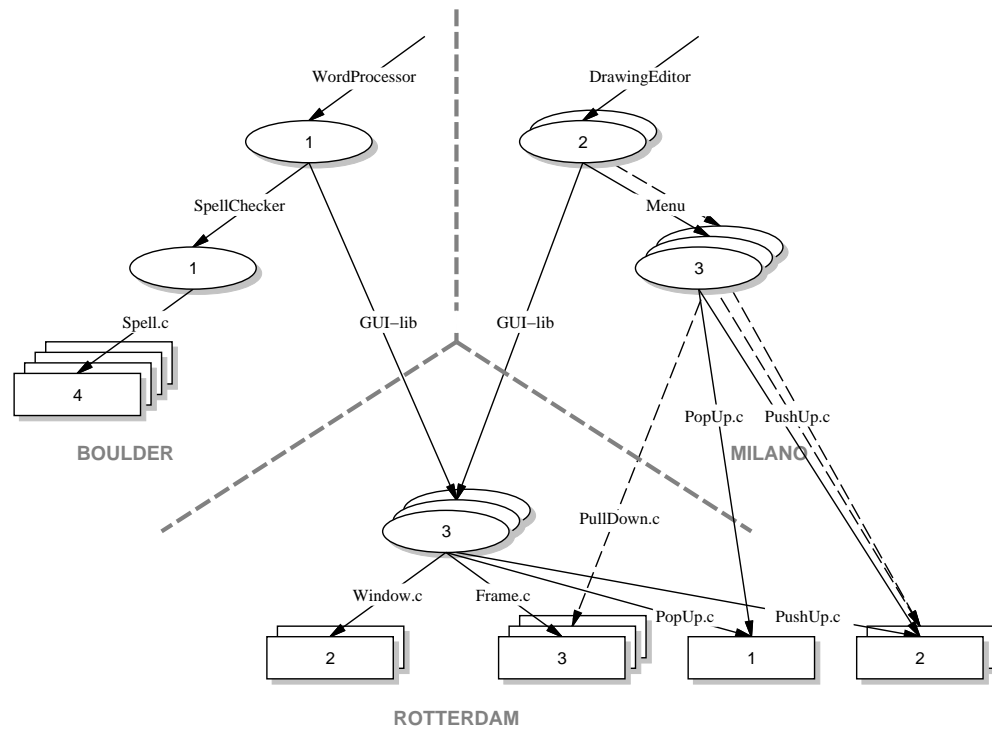 WordProcessor
DrawingEditor
1
2
SpellChecker
Menu
1
3
Spell.c
GUI–lib
GUI–lib
4
PopUp.c
PushUp.c
BOULDER
MILANO
PullDown.c
3
Window.c
Frame.c
PopUp.c
PushUp.c
2
3
1
2
ROTTERDAM